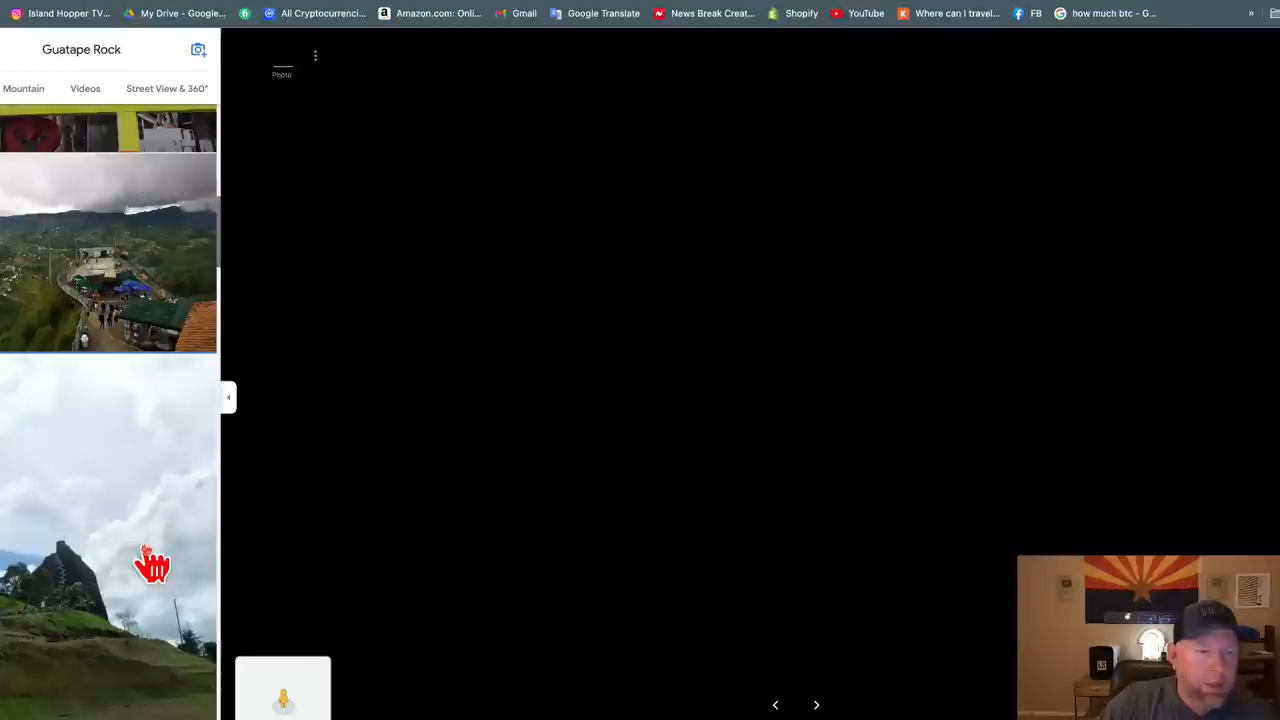 Island Hopper TV... My Drive - Google... All Cryptocurrenci... Amazon.com: Onli... Gmail Google Translate News Break Creat... Shopify YouTube Where can I travel... FB how much btc - G... »
Guatape Rock
Photo
Mountain Videos Street View & 360°